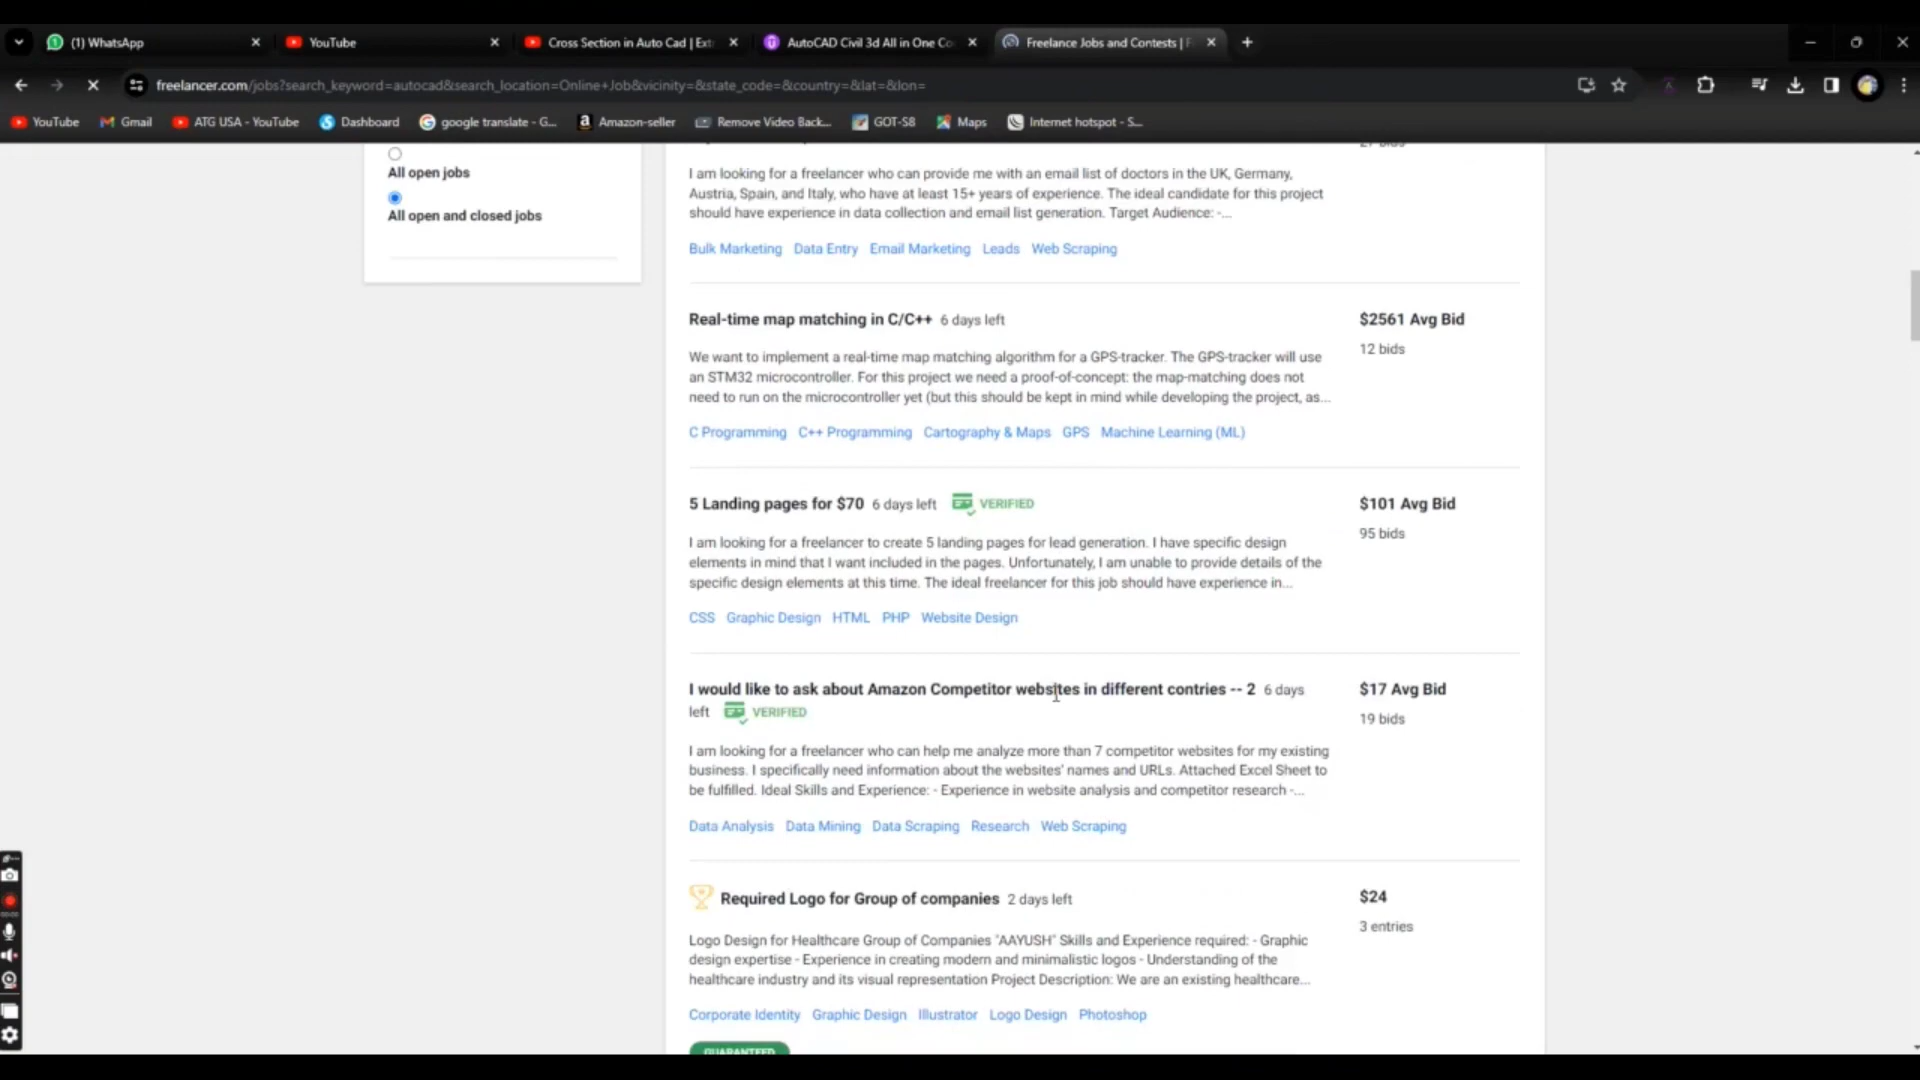 (1) WhatsApp
YouTube
Cross Section in Auto Cad | Ext
AutoCAD Civil 3d All in One Co
Freelance Jobs and Contests | F
freelancer.com/jobs?search_keyword=autocad&search_location=Online+Job&vicinity=&state_code=&country=&lat=&lon=
YouTube
Gmail
ATG USA - YouTube
Dashboard
google translate - G...
Amazon-seller
Remove Video Back...
GOT-S8
Maps
Internet hotspot - S...
All open jobs
All open and closed jobs
27 bids
I am looking for a freelancer who can provide me with an email list of doctors in the UK, Germany,
Austria, Spain, and Italy, who have at least 15+ years of experience. The ideal candidate for this project
should have experience in data collection and email list generation. Target Audience: -...
Bulk Marketing Data Entry Email Marketing Leads Web Scraping
Real-time map matching in C/C++ 6 days left
$2561 Avg Bid
12 bids
We want to implement a real-time map matching algorithm for a GPS-tracker. The GPS-tracker will use
an STM32 microcontroller. For this project we need a proof-of-concept: the map-matching does not
need to run on the microcontroller yet (but this should be kept in mind while developing the project, as...
C Programming C++ Programming Cartography & Maps GPS Machine Learning (ML)
5 Landing pages for $70 6 days left VERIFIED
$101 Avg Bid
95 bids
I am looking for a freelancer to create 5 landing pages for lead generation. I have specific design
elements in mind that I want included in the pages. Unfortunately, I am unable to provide details of the
specific design elements at this time. The ideal freelancer for this job should have experience in...
CSS Graphic Design HTML PHP Website Design
I would like to ask about Amazon Competitor websites in different contries -- 2 6 days
left VERIFIED
$17 Avg Bid
19 bids
I am looking for a freelancer who can help me analyze more than 7 competitor websites for my existing
business. I specifically need information about the websites' names and URLs. Attached Excel Sheet to
be fulfilled. Ideal Skills and Experience: - Experience in website analysis and competitor research -...
Data Analysis Data Mining Data Scraping Research Web Scraping
Required Logo for Group of companies 2 days left
$24
3 entries
Logo Design for Healthcare Group of Companies "AAYUSH" Skills and Experience required: - Graphic
design expertise - Experience in creating modern and minimalistic logos - Understanding of the
healthcare industry and its visual representation Project Description: We are an existing healthcare...
Corporate Identity Graphic Design Illustrator Logo Design Photoshop
GUARANTEED